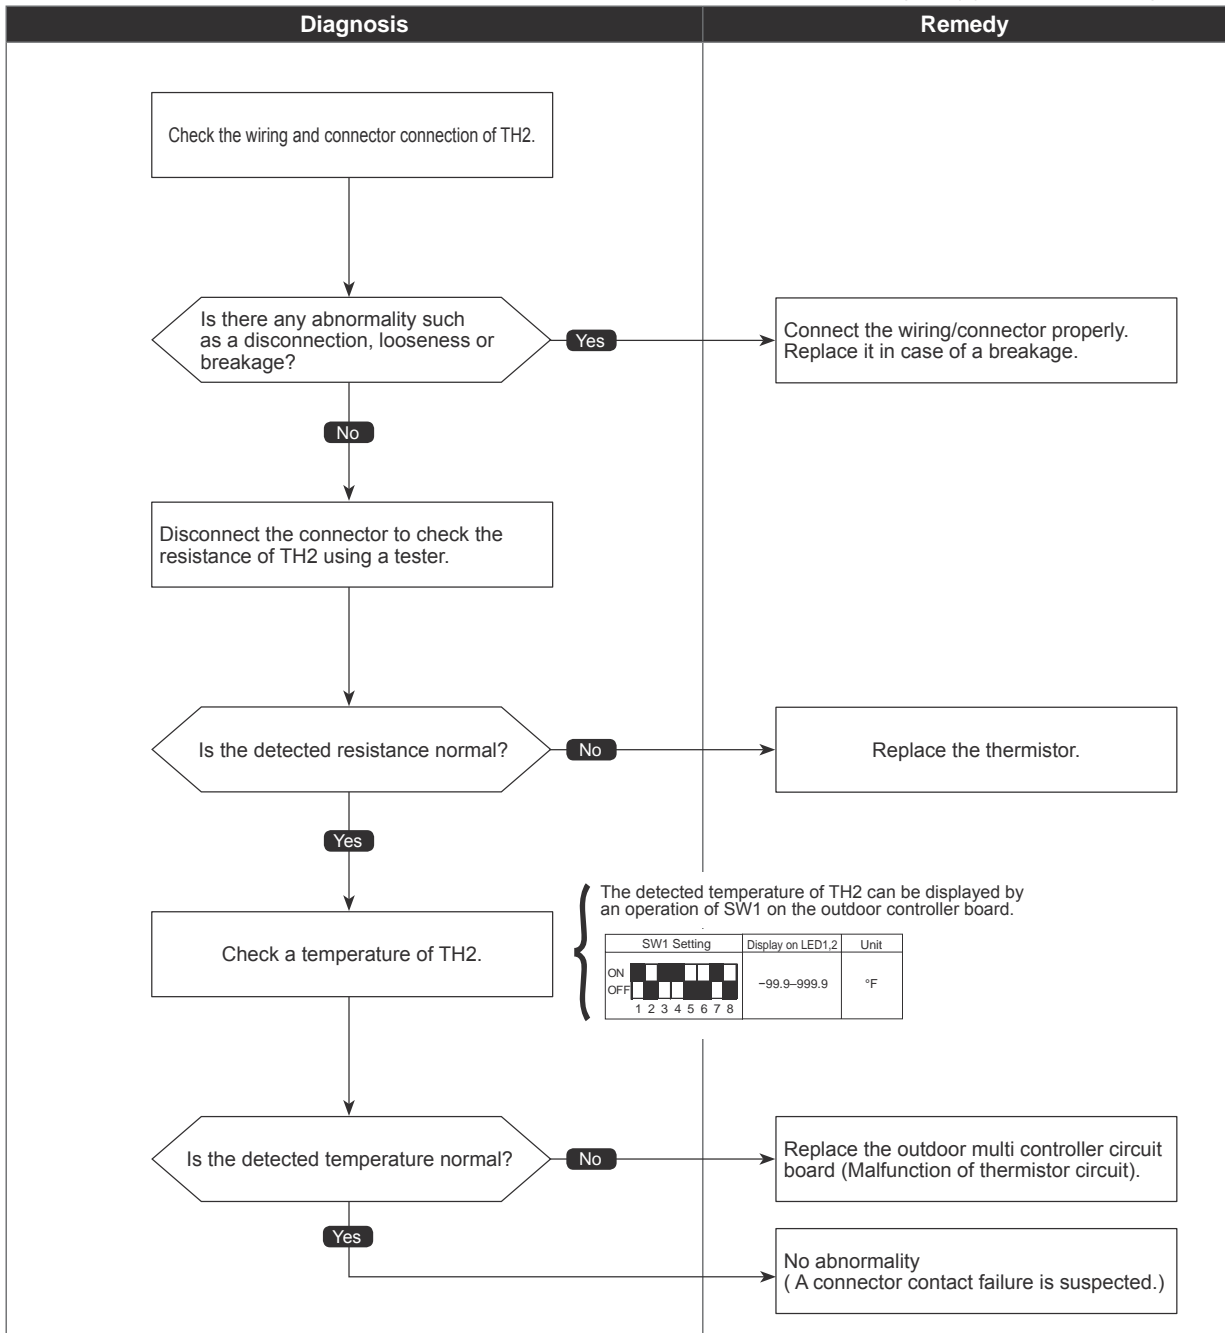 Diagnosis
Remedy
Check the wiring and connector connection of TH2.
Is there any abnormality such
as a disconnection, looseness or
breakage?
Yes
Connect the wiring/connector properly.
Replace it in case of a breakage.
No
Disconnect the connector to check the
resistance of TH2 using a tester.
Is the detected resistance normal?
No
Replace the thermistor.
Yes
Check a temperature of TH2.
The detected temperature of TH2 can be displayed by
an operation of SW1 on the outdoor controller board.
SW1 Setting
Display on LED1,2
Unit
ON
OFF
1 2 3 4 5 6 7 8
−99.9–999.9
°F
Is the detected temperature normal?
No
Replace the outdoor multi controller circuit
board (Malfunction of thermistor circuit).
Yes
No abnormality
( A connector contact failure is suspected.)